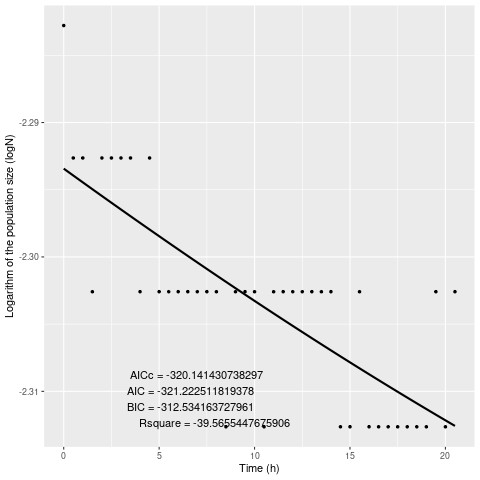 Logarithm of the population size (logN)
-2.29
-2.30
-2.31
AICc = -320.141430738297
AIC = -321.222511819378
BIC = -312.534163727961
Rsquare = -39.5655447675906
0 5 10 15 20
Time (h)